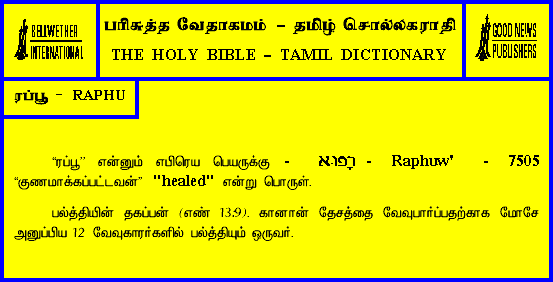 BELLWETHER
INTERNATIONAL
பரிசுத்த வேதாகமம் – தமிழ் சொல்லகராதி
THE HOLY BIBLE – TAMIL DICTIONARY
GOOD NEWS
PUBLISHERS
ரப்பூ - RAPHU
“ரப்பூ” என்னும் எபிரெய பெயருக்கு - רָפוּא - Raphuw' - 7505
“குணமாக்கப்பட்டவன்” "healed" என்று பொருள்.
பல்த்தியின் தகப்பன் (எண் 13:9). கானான் தேசத்தை வேவுபார்ப்பதற்காக மோசே
அனுப்பிய 12 வேவுகாரர்களில் பல்த்தியும் ஒருவர்.